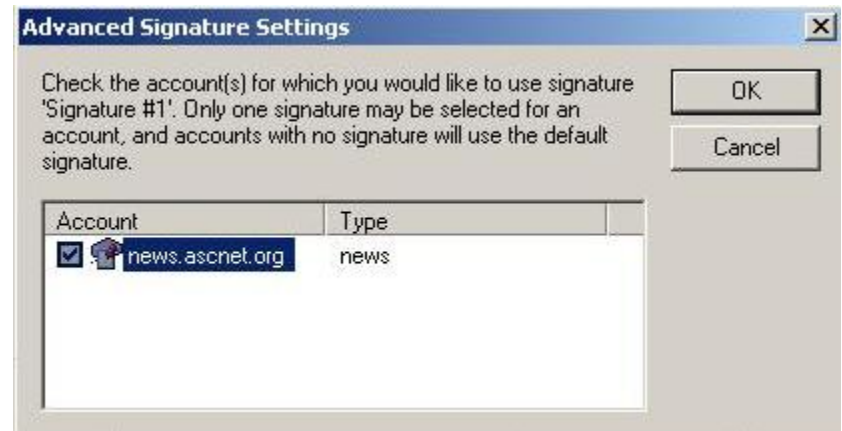 Advanced Signature Settings
Check the account(s) for which you would like to use signature
'Signature #1'. Only one signature may be selected for an
account, and accounts with no signature will use the default
signature.
OK
Cancel
Account Type
news.ascnet.org news